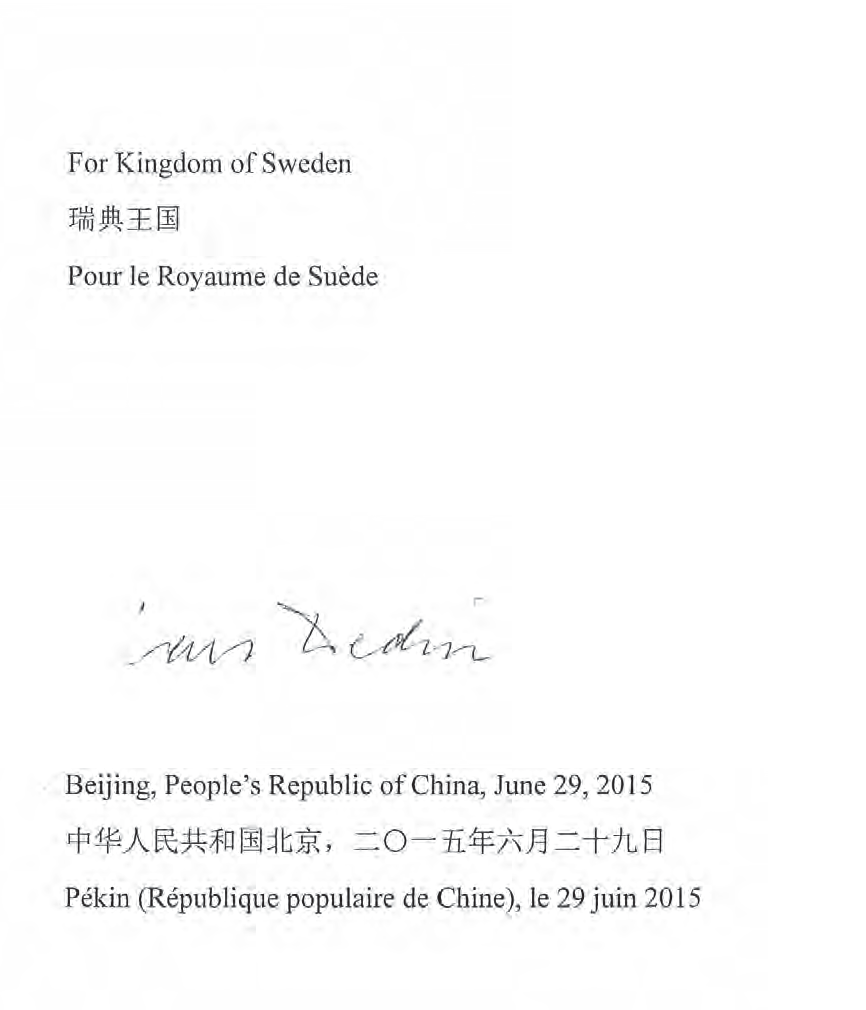 For Kingdom of Sweden
瑞典王国
Pour le Royaume de Suède
Beijing, People's Republic of China, June 29, 2015
中华人民共和国北京，二〇一五年六月二十九日
Pékin (République populaire de Chine), le 29 juin 2015